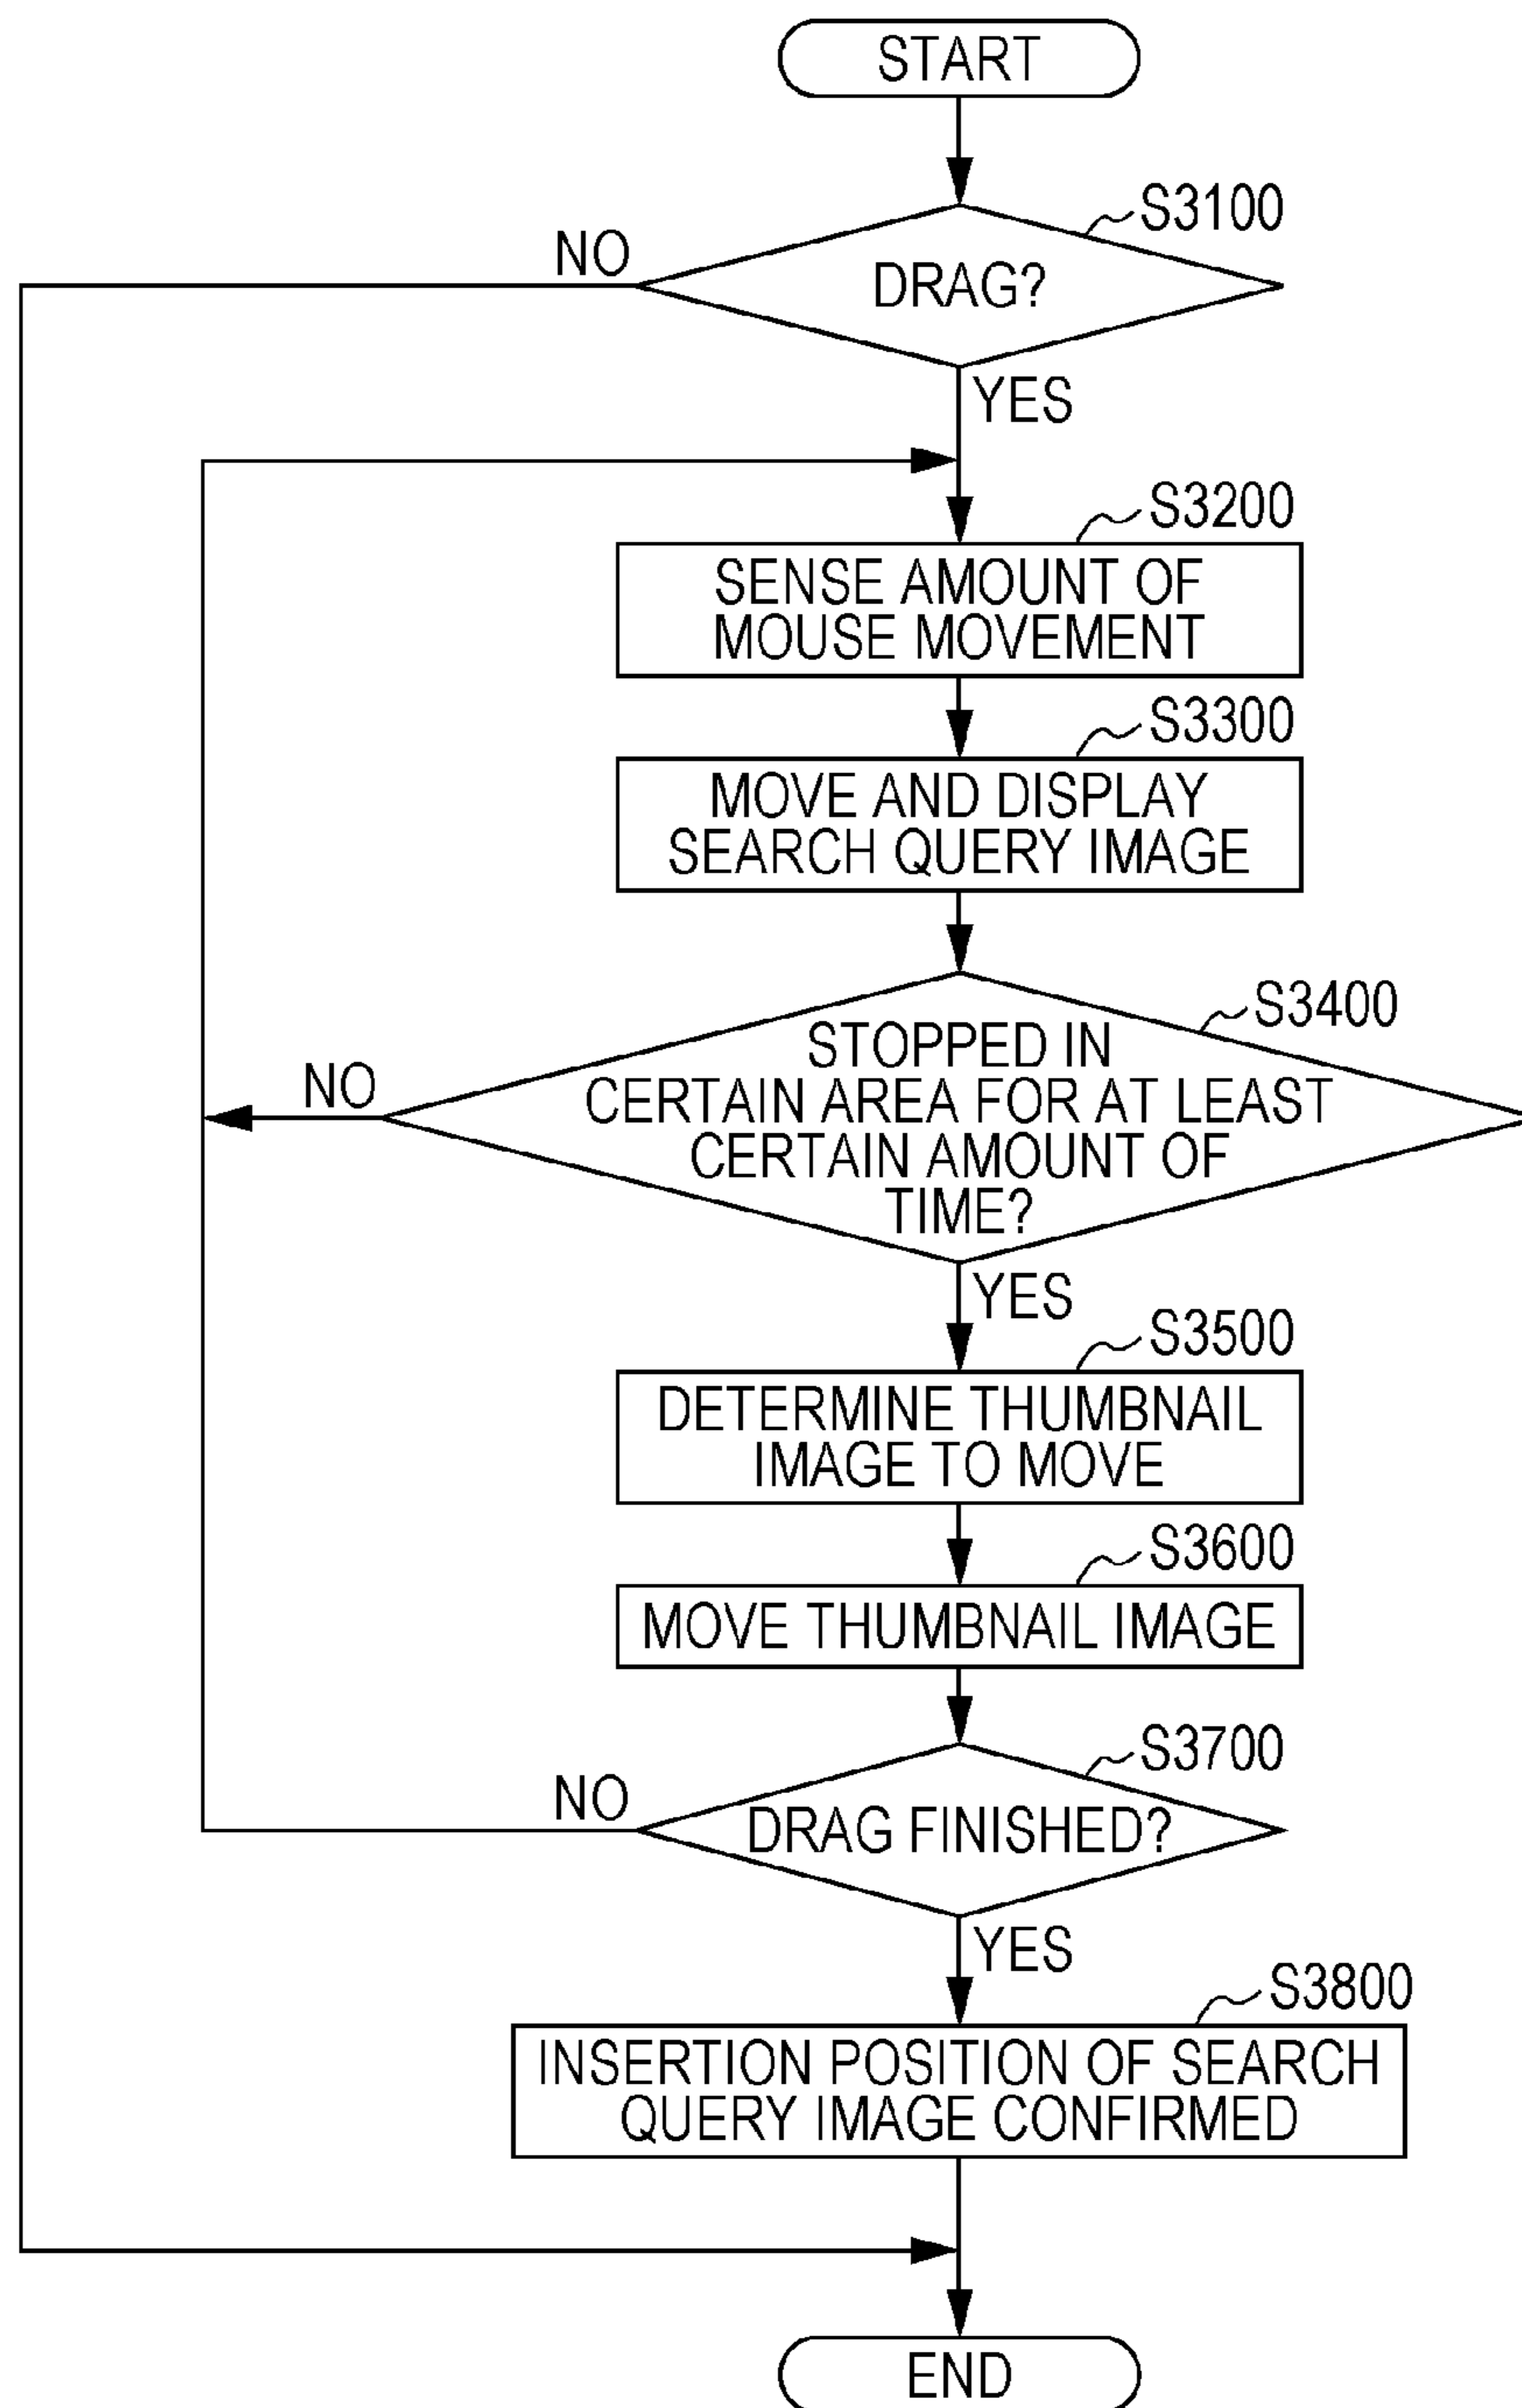 START
S3100
NO
DRAG?
YES
S3200
SENSE AMOUNT OF
MOUSE MOVEMENT
S3300
MOVE AND DISPLAY
SEARCH QUERY IMAGE
S3400
NO
STOPPED IN
CERTAIN AREA FOR AT LEAST
CERTAIN AMOUNT OF
TIME?
YES
S3500
DETERMINE THUMBNAIL
IMAGE TO MOVE
S3600
MOVE THUMBNAIL IMAGE
S3700
NO
DRAG FINISHED?
YES
S3800
INSERTION POSITION OF SEARCH
QUERY IMAGE CONFIRMED
END